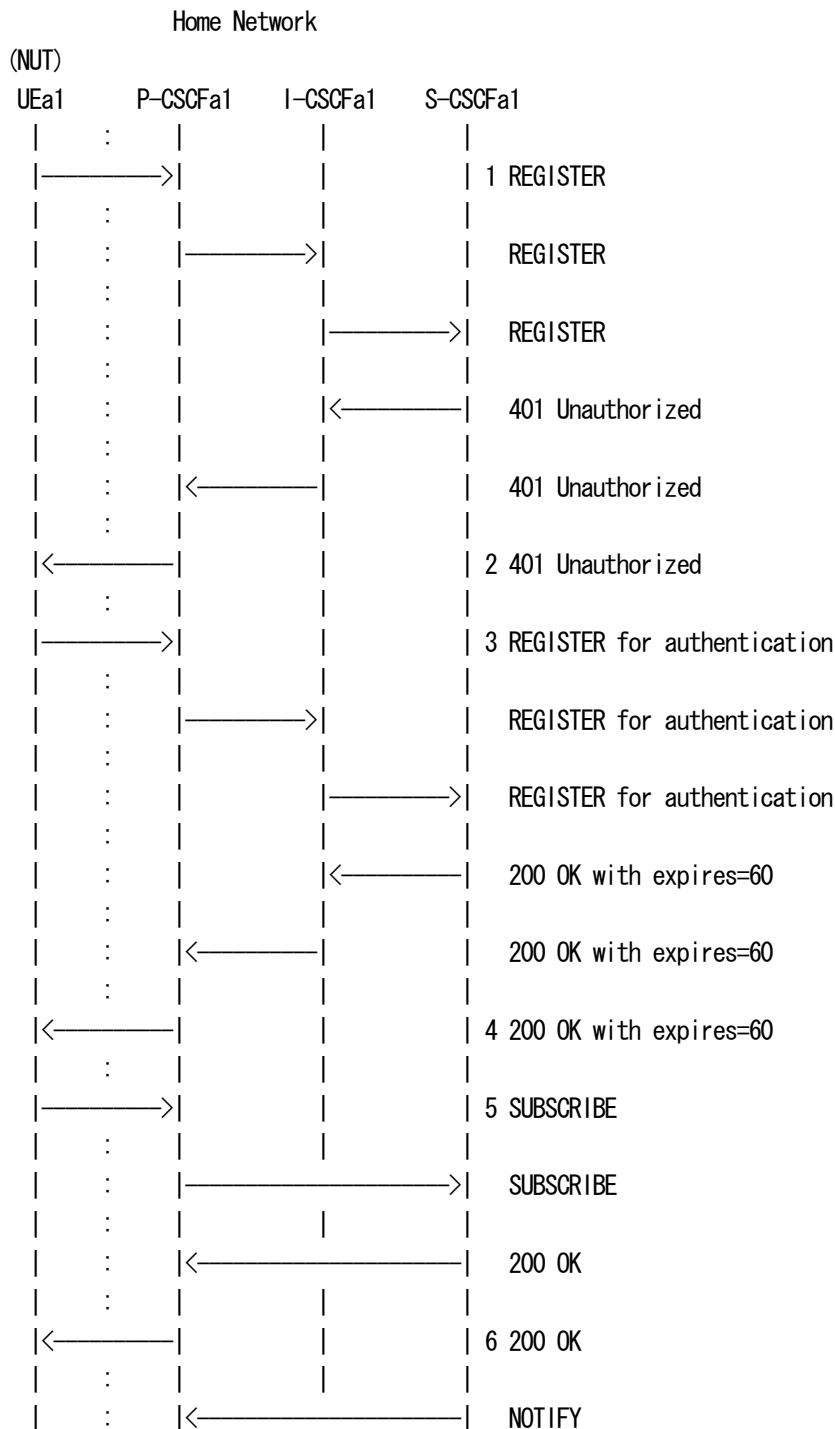 Home Network
(NUT)
UEa1 P-CSCFa1 I-CSCFa1 S-CSCFa1
| : | | |
|----------->| | | 1 REGISTER
| : | | |
| : |----------->| | REGISTER
| : | | |
| : | |----------->| REGISTER
| : | | |
| : | |<-----------| 401 Unauthorized
| : | | |
| : |<-----------| | 401 Unauthorized
| : | | |
|<-----------| | | 2 401 Unauthorized
| : | | |
|----------->| | | 3 REGISTER for authentication
| : | | |
| : |----------->| | REGISTER for authentication
| : | | |
| : | |----------->| REGISTER for authentication
| : | | |
| : | |<-----------| 200 OK with expires=60
| : | | |
| : |<-----------| | 200 OK with expires=60
| : | | |
|<-----------| | | 4 200 OK with expires=60
| : | | |
|----------->| | | 5 SUBSCRIBE
| : | | |
| : |----------------------->| SUBSCRIBE
| : | | |
| : |<-----------------------| 200 OK
| : | | |
|<-----------| | | 6 200 OK
| : | | |
| : |<-----------------------| NOTIFY